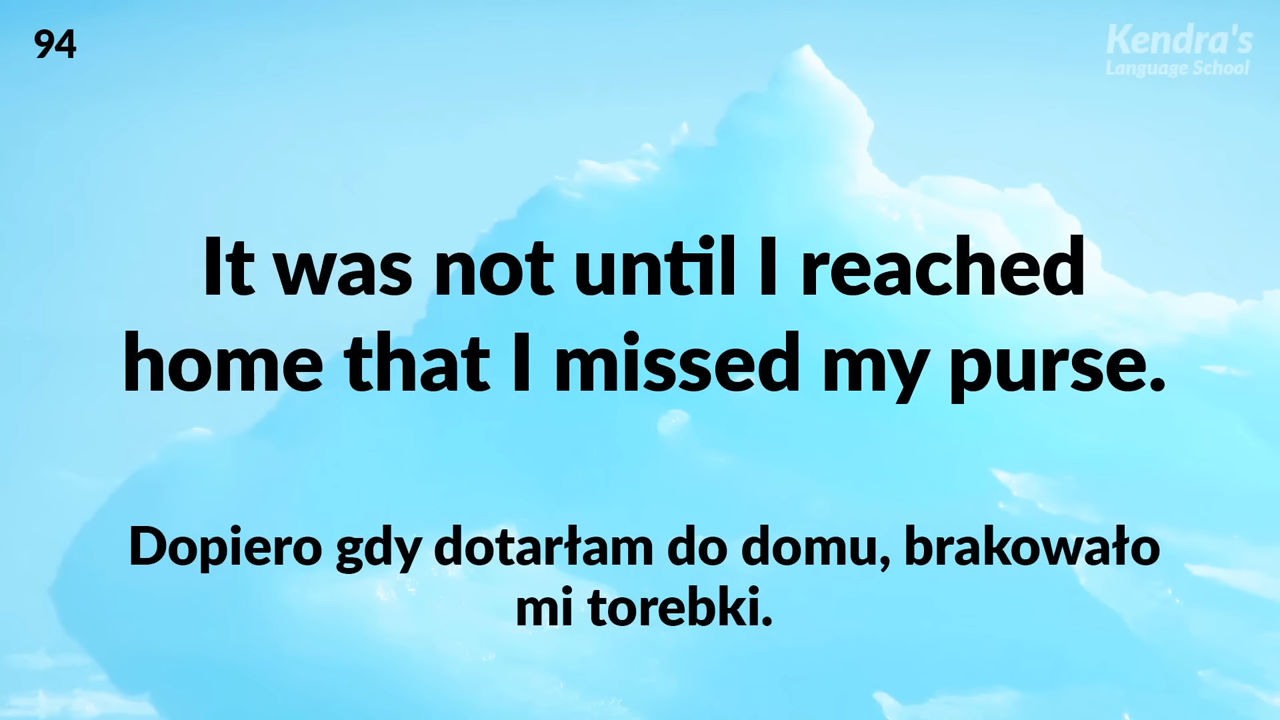 94
Kendra's
Language School
It was not until I reached
home that I missed my purse.
Dopiero gdy dotarłam do domu, brakowało
mi torebki.